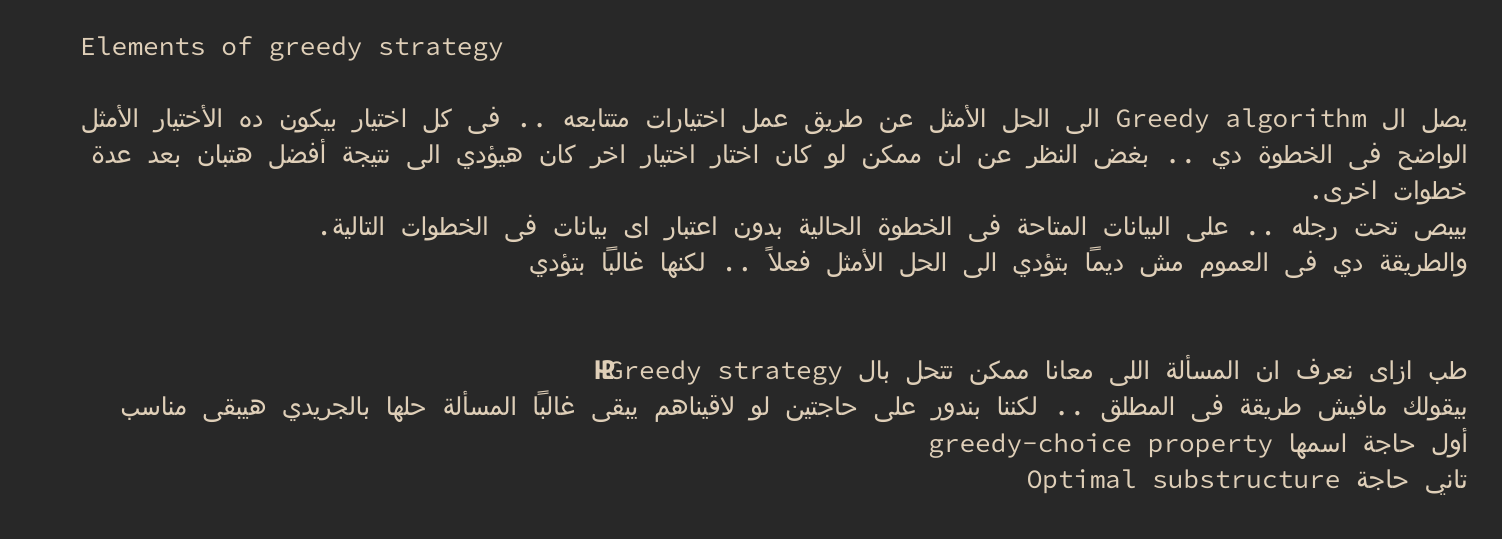 Elements of greedy strategy
يصل ال Greedy algorithm الى الحل الأمثل عن طريق عمل اختيارات متتابعه .. فى كل اختيار بيكون ده الأختيار الأمثل
الواضح فى الخطوة دي .. بغض النظر عن ان ممكن لو كان اختار اختيار اخر كان هيؤدي الى نتيجة أفضل هتبان بعد عدة
خطوات اخرى.
بيبص تحت رجله .. على البيانات المتاحة فى الخطوة الحالية بدون اعتبار اى بيانات فى الخطوات التالية.
والطريقة دي فى العموم مش ديمًا بتؤدي الى الحل الأمثل فعلاً .. لكنها غالبًا بتؤدي
طب ازاى نعرف ان المسألة اللى معانا ممكن تتحل بال Greedy strategy
بيقولك مافيش طريقة فى المطلق .. لكننا بندور على حاجتين لو لاقيناهم يبقى غالبًا المسألة حلها بالجريدي هيبقى مناسب
أول حاجة اسمها greedy-choice property
تاني حاجة Optimal substructure